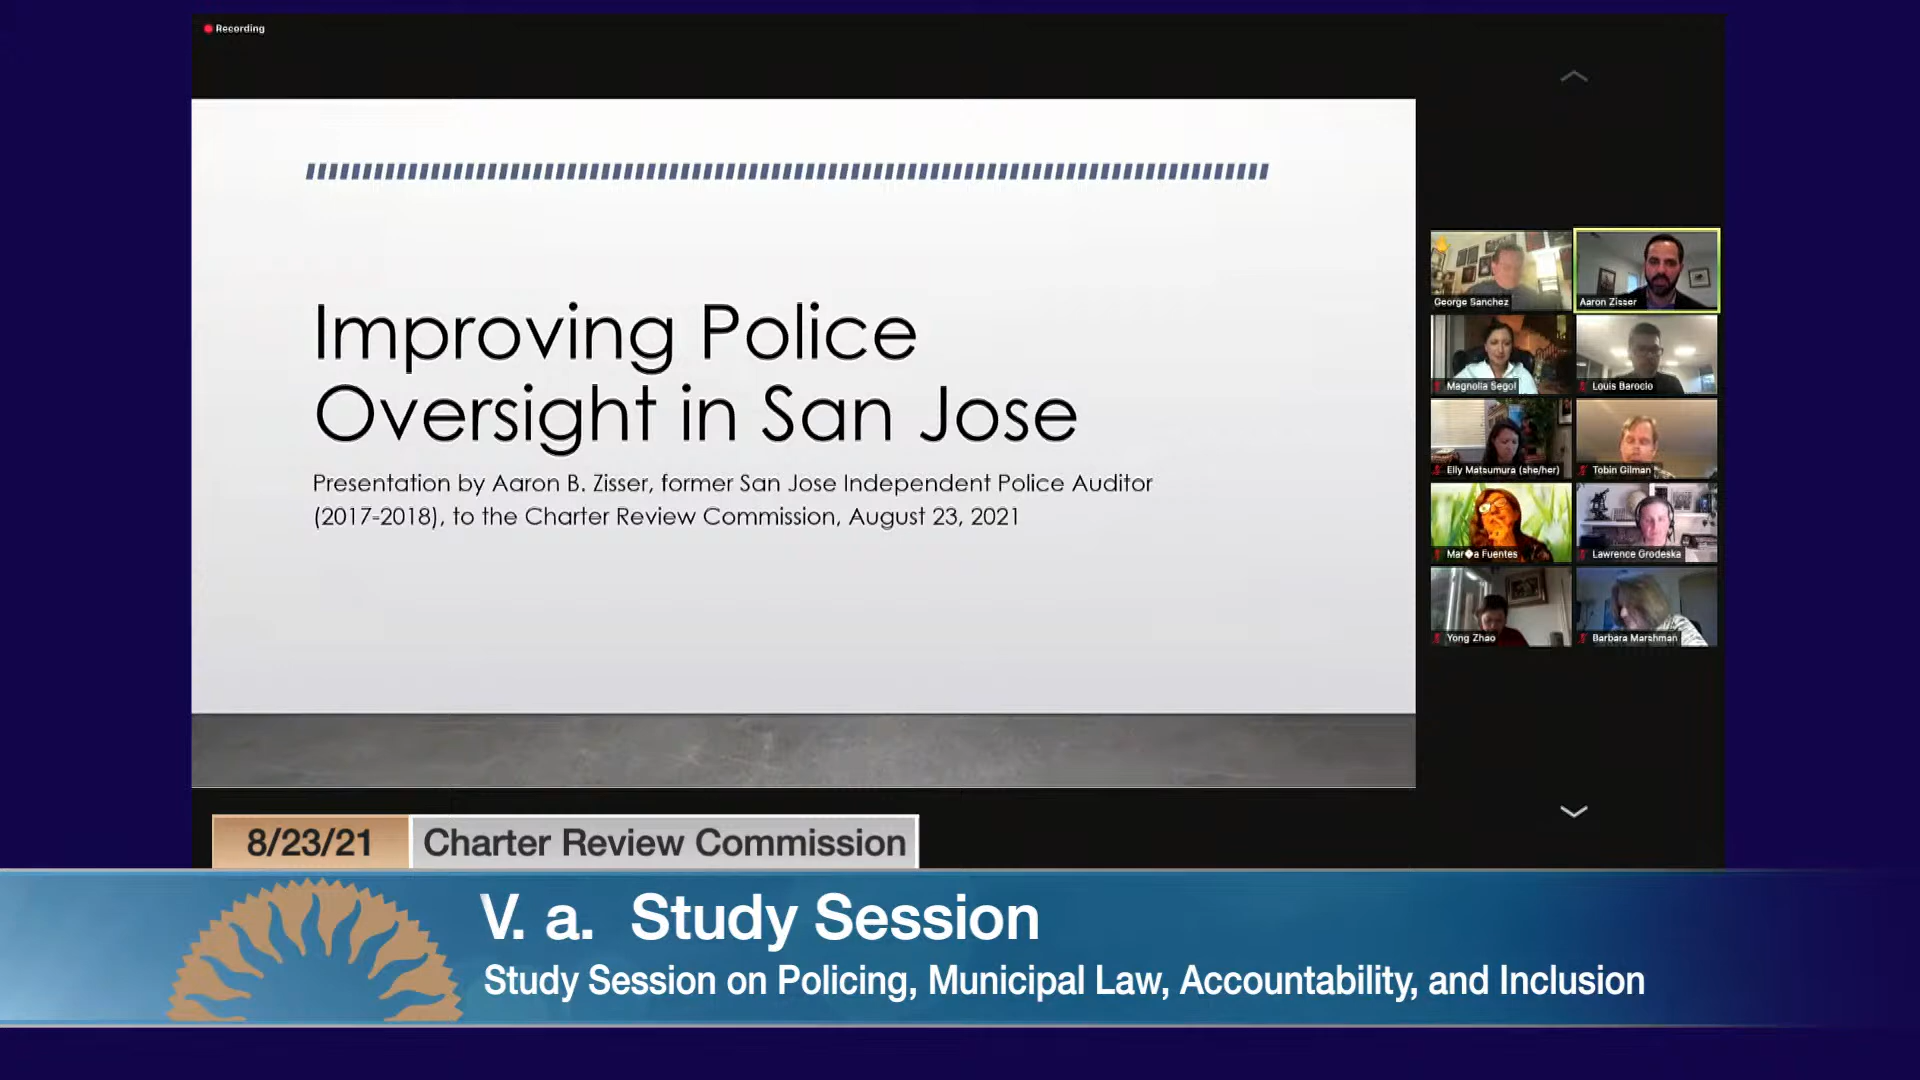 Recording
Improving Police
Oversight in San Jose
Presentation by Aaron B. Zisser, former San Jose Independent Police Auditor
(2017-2018), to the Charter Review Commission, August 23, 2021
George Sanchez
Aaron Zisser
Magnolia Segol
Louis Barocio
Elly Matsumura (she/her)
Tobin Gilman
Mar�a Fuentes
Lawrence Grodeska
Yong Zhao
Barbara Marshman
8/23/21
Charter Review Commission
V. a. Study Session
Study Session on Policing, Municipal Law, Accountability, and Inclusion